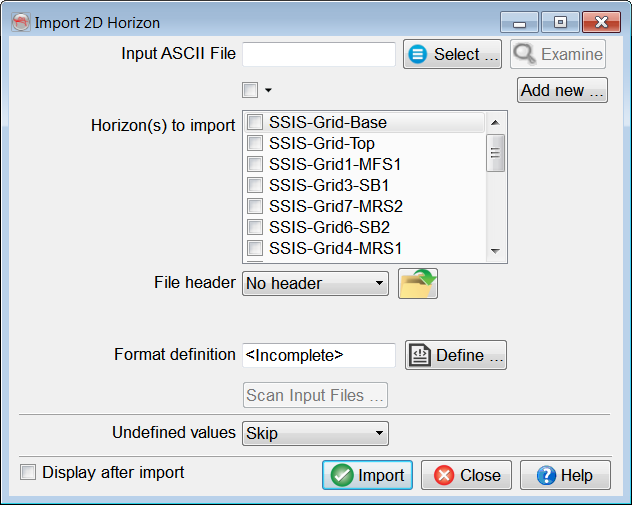 Import 2D Horizon
Input ASCII File Select ... Examine
Add new ...
Horizon(s) to import
SSIS-Grid-Base
SSIS-Grid-Top
SSIS-Grid1-MFS1
SSIS-Grid3-SB1
SSIS-Grid7-MRS2
SSIS-Grid6-SB2
SSIS-Grid4-MRS1
File header No header
Format definition <Incomplete> Define ...
Scan Input Files ...
Undefined values Skip
Display after import Import Close Help